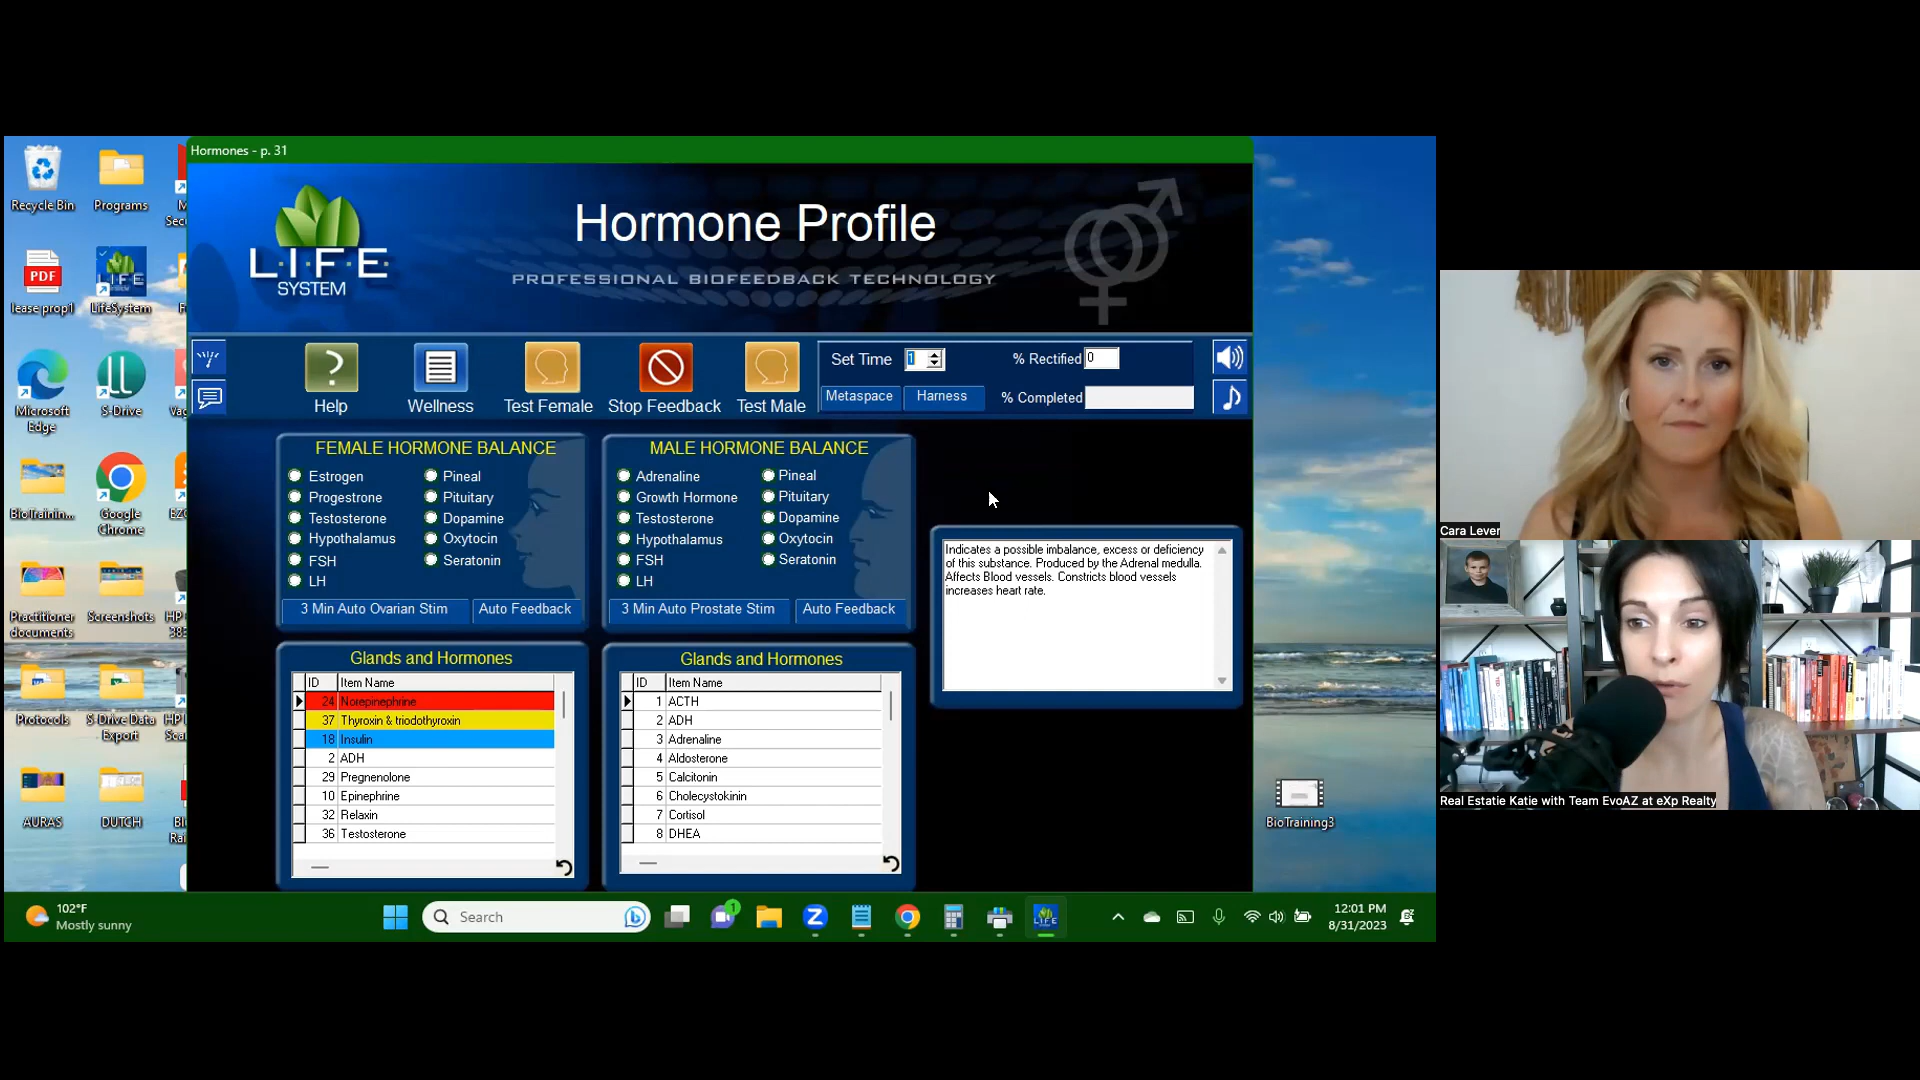 Hormones - p. 31
Recycle Bin
Programs
lease prop1
LifeSystem
Microsoft
Edge
S-Drive
BioTrainin...
Google
Chrome
Practitioner
documents
Screenshots
Protocols
S-Drive Data
Export
AURAS
DUTCH
PDF
L·I·F·E
SYSTEM
Hormone Profile
PROFESSIONAL BIOFEEDBACK TECHNOLOGY
Help
Wellness
Test Female
Stop Feedback
Test Male
Set Time 1
% Rectified 0
Metaspace
Harness
% Completed
FEMALE HORMONE BALANCE
Estrogen
Pineal
Progestrone
Pituitary
Testosterone
Dopamine
Hypothalamus
Oxytocin
FSH
Seratonin
LH
3 Min Auto Ovarian Stim
Auto Feedback
MALE HORMONE BALANCE
Adrenaline
Pineal
Growth Hormone
Pituitary
Testosterone
Dopamine
Hypothalamus
Oxytocin
FSH
Seratonin
LH
3 Min Auto Prostate Stim
Auto Feedback
Indicates a possible imbalance, excess or deficiency
of this substance. Produced by the Adrenal medulla.
Affects Blood vessels. Constricts blood vessels
increases heart rate.
Glands and Hormones
ID Item Name
24 Norepinephrine
37 Thyroxin & triodothyroxin
18 Insulin
2 ADH
29 Pregnenolone
10 Epinephrine
32 Relaxin
36 Testosterone
Glands and Hormones
ID Item Name
1 ACTH
2 ADH
3 Adrenaline
4 Aldosterone
5 Calcitonin
6 Cholecystokinin
7 Cortisol
8 DHEA
BioTraining3
102°F
Mostly sunny
Search
1
12:01 PM
8/31/2023
Cara Lever
Real Estatie Katie with Team EvoAZ at eXp Realty